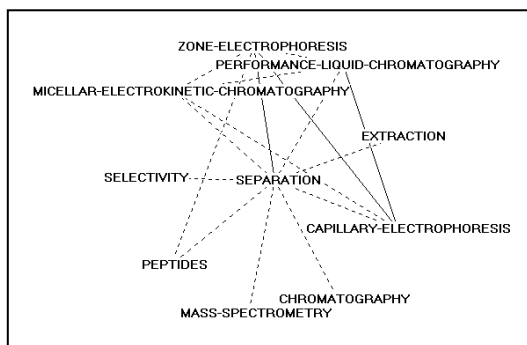 ZONE-ELECTROPHORESIS
PERFORMANCE-LIQUID-CHROMATOGRAPHY
MICELLAR-ELECTROKINETIC-CHROMATOGRAPHY
EXTRACTION
SELECTIVITY
SEPARATION
CAPILLARY-ELECTROPHORESIS
PEPTIDES
CHROMATOGRAPHY
MASS-SPECTROMETRY